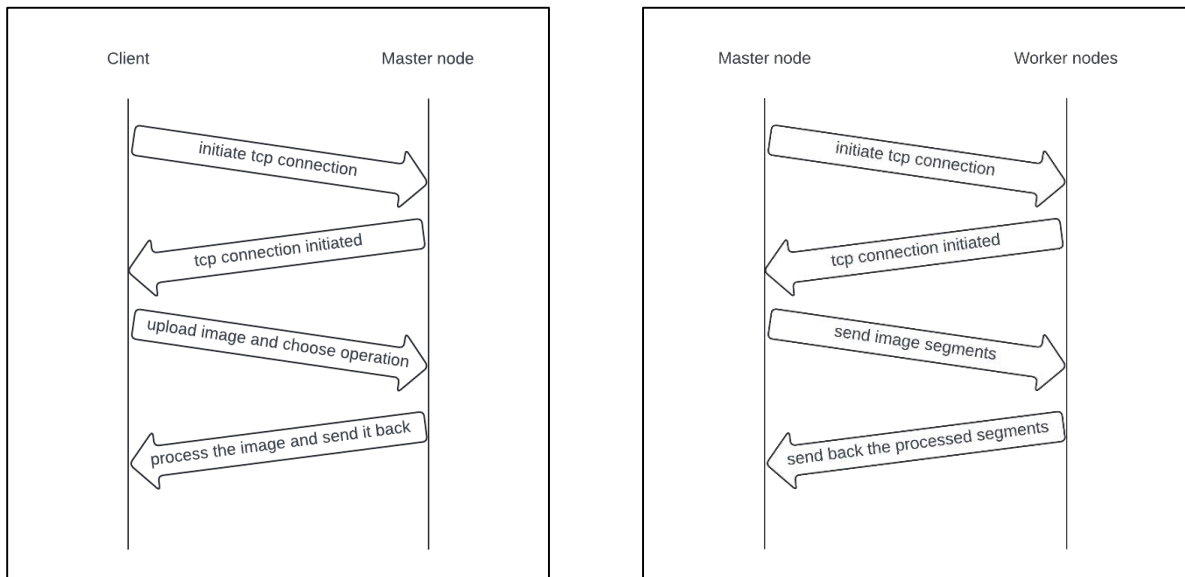 Client
Master node
initiate tcp connection
tcp connection initiated
upload image and choose operation
process the image and send it back
Master node
Worker nodes
initiate tcp connection
tcp connection initiated
send image segments
send back the processed segments